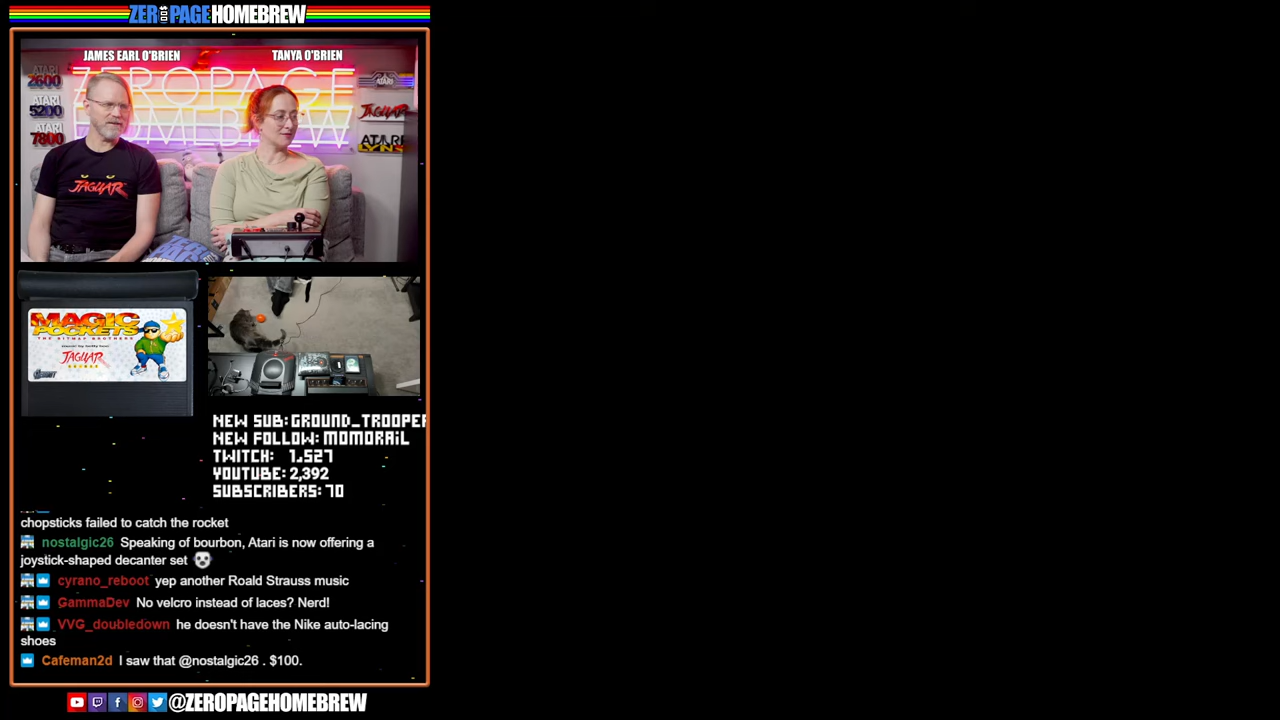 ZEROPAGE HOMEBREW
JAMES EARL O'BRIEN
TANYA O'BRIEN
ATARI
2600
ATARI
5200
ATARI
7800
ZEROPAGE
HOMEBREW
ATARI
JAGUAR
ATARI
LYNX
JAGUAR
MAGIC
POCKETS
THE BITMAP BROTHERS
JAGUAR
NEW SUB: GROUND_TROOPER
NEW FOLLOW: MOMORAIL
TWITCH: 1,527
YOUTUBE: 2,392
SUBSCRIBERS: 70
chopsticks failed to catch the rocket
nostalgic26 Speaking of bourbon, Atari is now offering a
joystick-shaped decanter set
cyrano_reboot yep another Roald Strauss music
GammaDev No velcro instead of laces? Nerd!
VVG_doubledown he doesn't have the Nike auto-lacing
shoes
Cafeman2d I saw that @nostalgic26 . $100.
@ZEROPAGEHOMEBREW